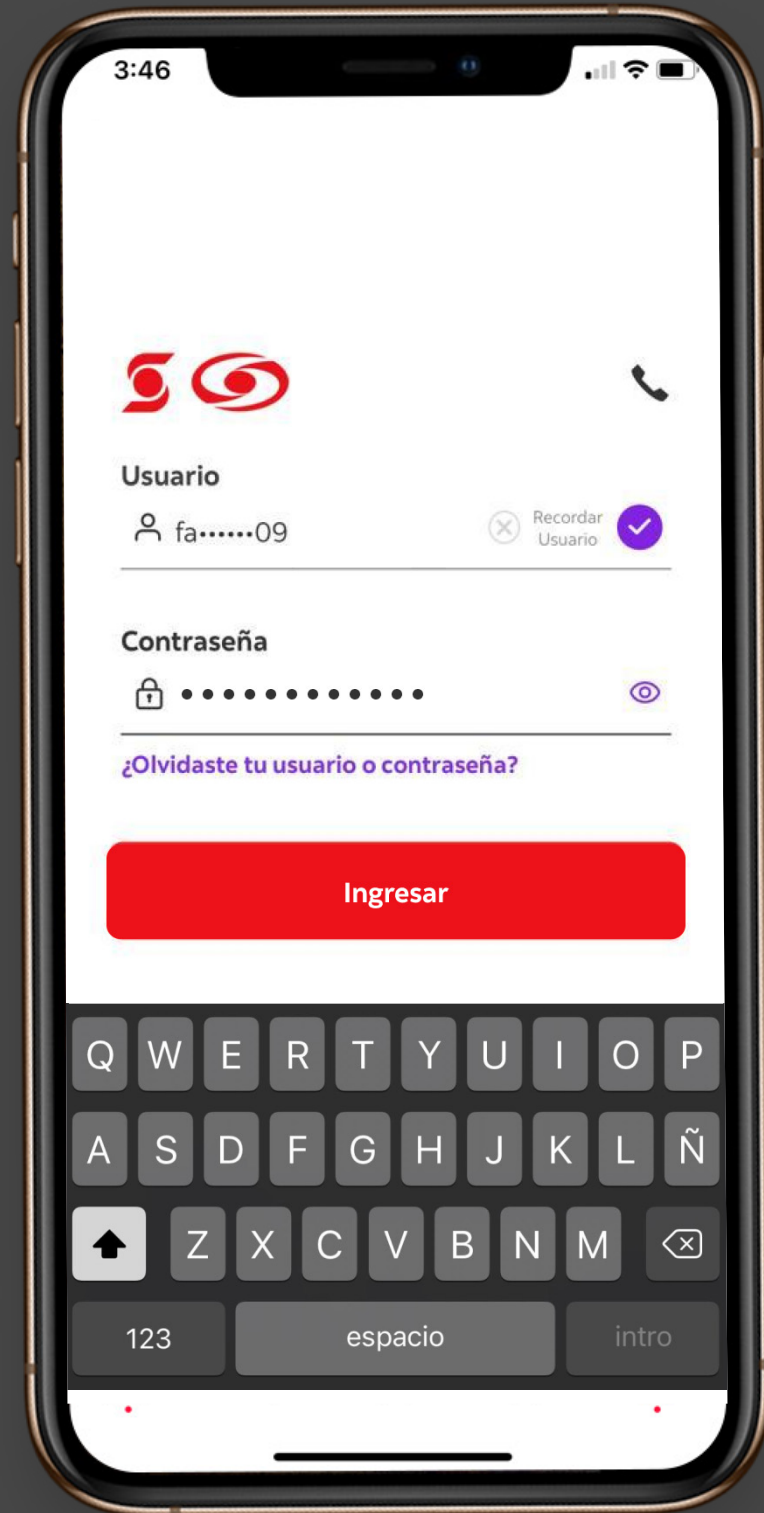 3:46
Usuario
fa••••••09
Recordar
Usuario
Contraseña
••••••••••••
¿Olvidaste tu usuario o contraseña?
Ingresar
Q W E R T Y U I O P
A S D F G H J K L Ñ
Z X C V B N M
123 espacio intro